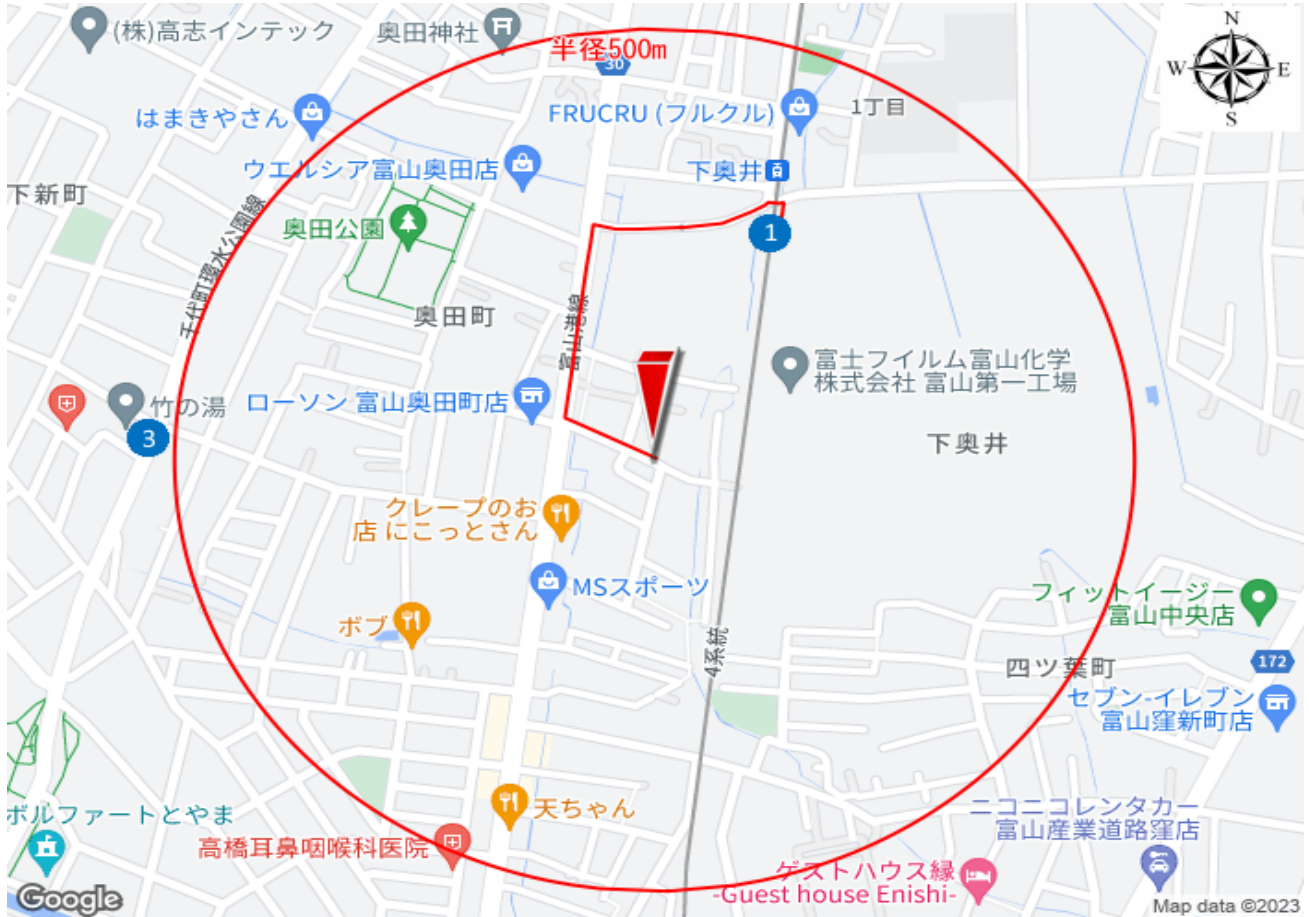 (株)高志インテック
奥田神社
半径500m
30
N
W
E
S
はまきやさん
FRUCRU (フルクル)
1丁目
ウエルシア富山奥田店
下奥井
下新町
奥田公園
1
千代町環水公園線
奥田町
富山港線
富士フイルム富山化学
株式会社 富山第一工場
竹の湯
ローソン 富山奥田町店
3
下奥井
クレープのお
店 にこっとさん
MSスポーツ
フィットイージー
富山中央店
ボブ
4系統
四ツ葉町
172
セブン-イレブン
富山窪新町店
ボルファートとやま
天ちゃん
ニコニコレンタカー
富山産業道路窪店
高橋耳鼻咽喉科医院
ゲストハウス縁
-Guest house Enishi-
Google
Map data ©2023